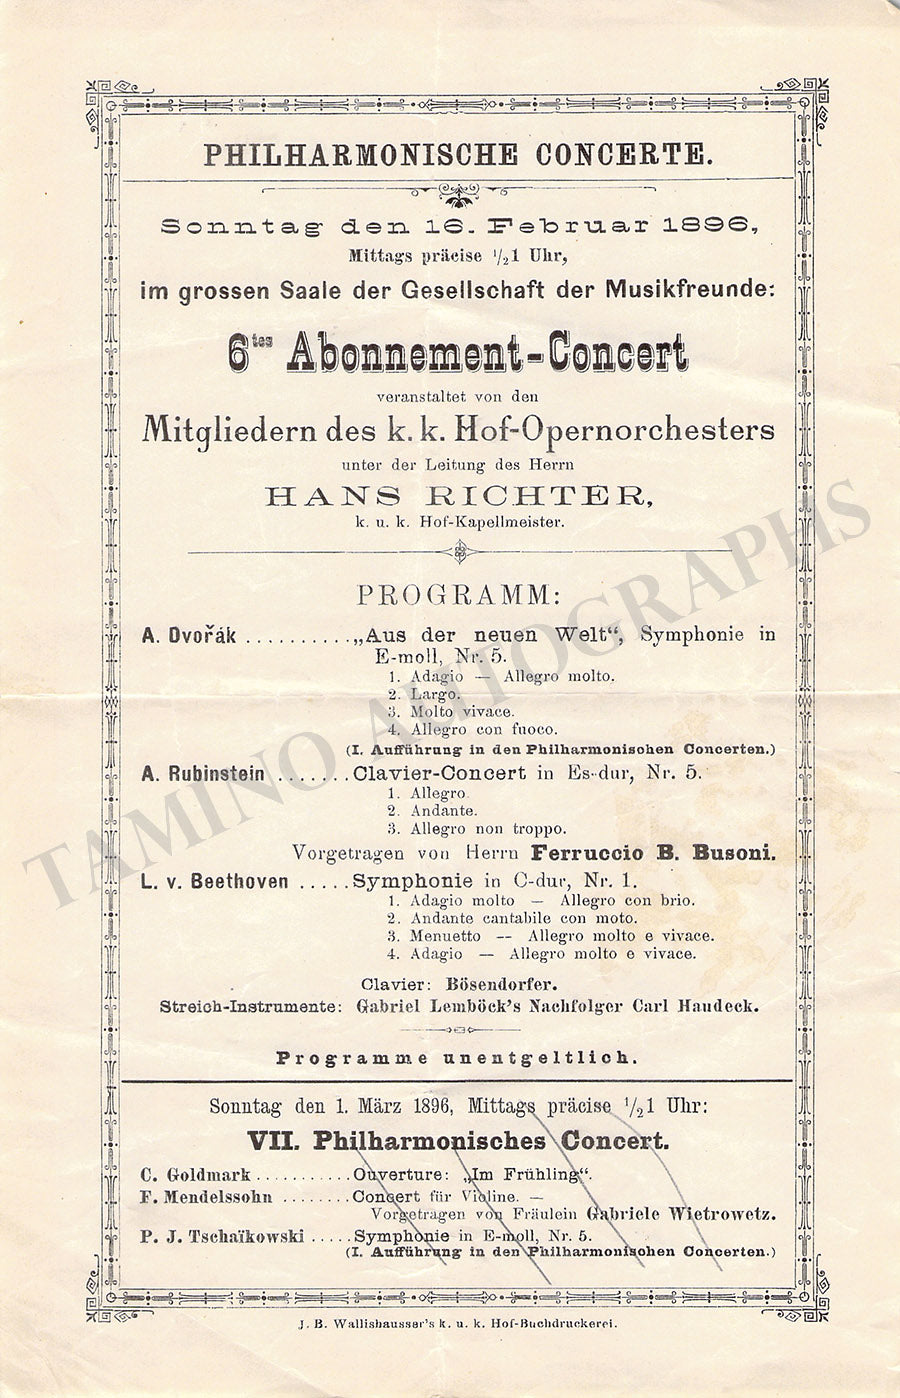 PHILHARMONISCHE CONCERTE.
Sonntag den 16. Februar 1896,
Mittags präcise ½1 Uhr,
im grossen Saale der Gesellschaft der Musikfreunde:
6tes Abonnement-Concert
veranstaltet von den
Mitgliedern des k. k. Hof-Opernorchesters
unter der Leitung des Herrn
HANS RICHTER,
k. u. k. Hof-Kapellmeister.
PROGRAMM:
A. Dvořák .......... „Aus der neuen Welt“, Symphonie in
E-moll, Nr. 5.
1. Adagio — Allegro molto.
2. Largo.
3. Molto vivace.
4. Allegro con fuoco.
(I. Aufführung in den Philharmonischen Concerten.)
A. Rubinstein ....... Clavier-Concert in Es-dur, Nr. 5.
1. Allegro.
2. Andante.
3. Allegro non troppo.
Vorgetragen von Herrn Ferruccio B. Busoni.
L. v. Beethoven ..... Symphonie in C-dur, Nr. 1.
1. Adagio molto — Allegro con brio.
2. Andante cantabile con moto.
3. Menuetto — Allegro molto e vivace.
4. Adagio — Allegro molto e vivace.
Clavier: Bösendorfer.
Streich-Instrumente: Gabriel Lemböck's Nachfolger Carl Haudeck.
Programme unentgeltlich.
Sonntag den 1. März 1896, Mittags präcise ½1 Uhr:
VII. Philharmonisches Concert.
C. Goldmark .......... Ouverture: „Im Frühling“.
F. Mendelssohn ........ Concert für Violine. —
Vorgetragen von Fräulein Gabriele Wietrowetz.
P. J. Tschaïkowski ..... Symphonie in E-moll, Nr. 5.
(I. Aufführung in den Philharmonischen Concerten.)
J. B. Wallishausser's k. u. k. Hof-Buchdruckerei.
TAMINO AUTOGRAPHS